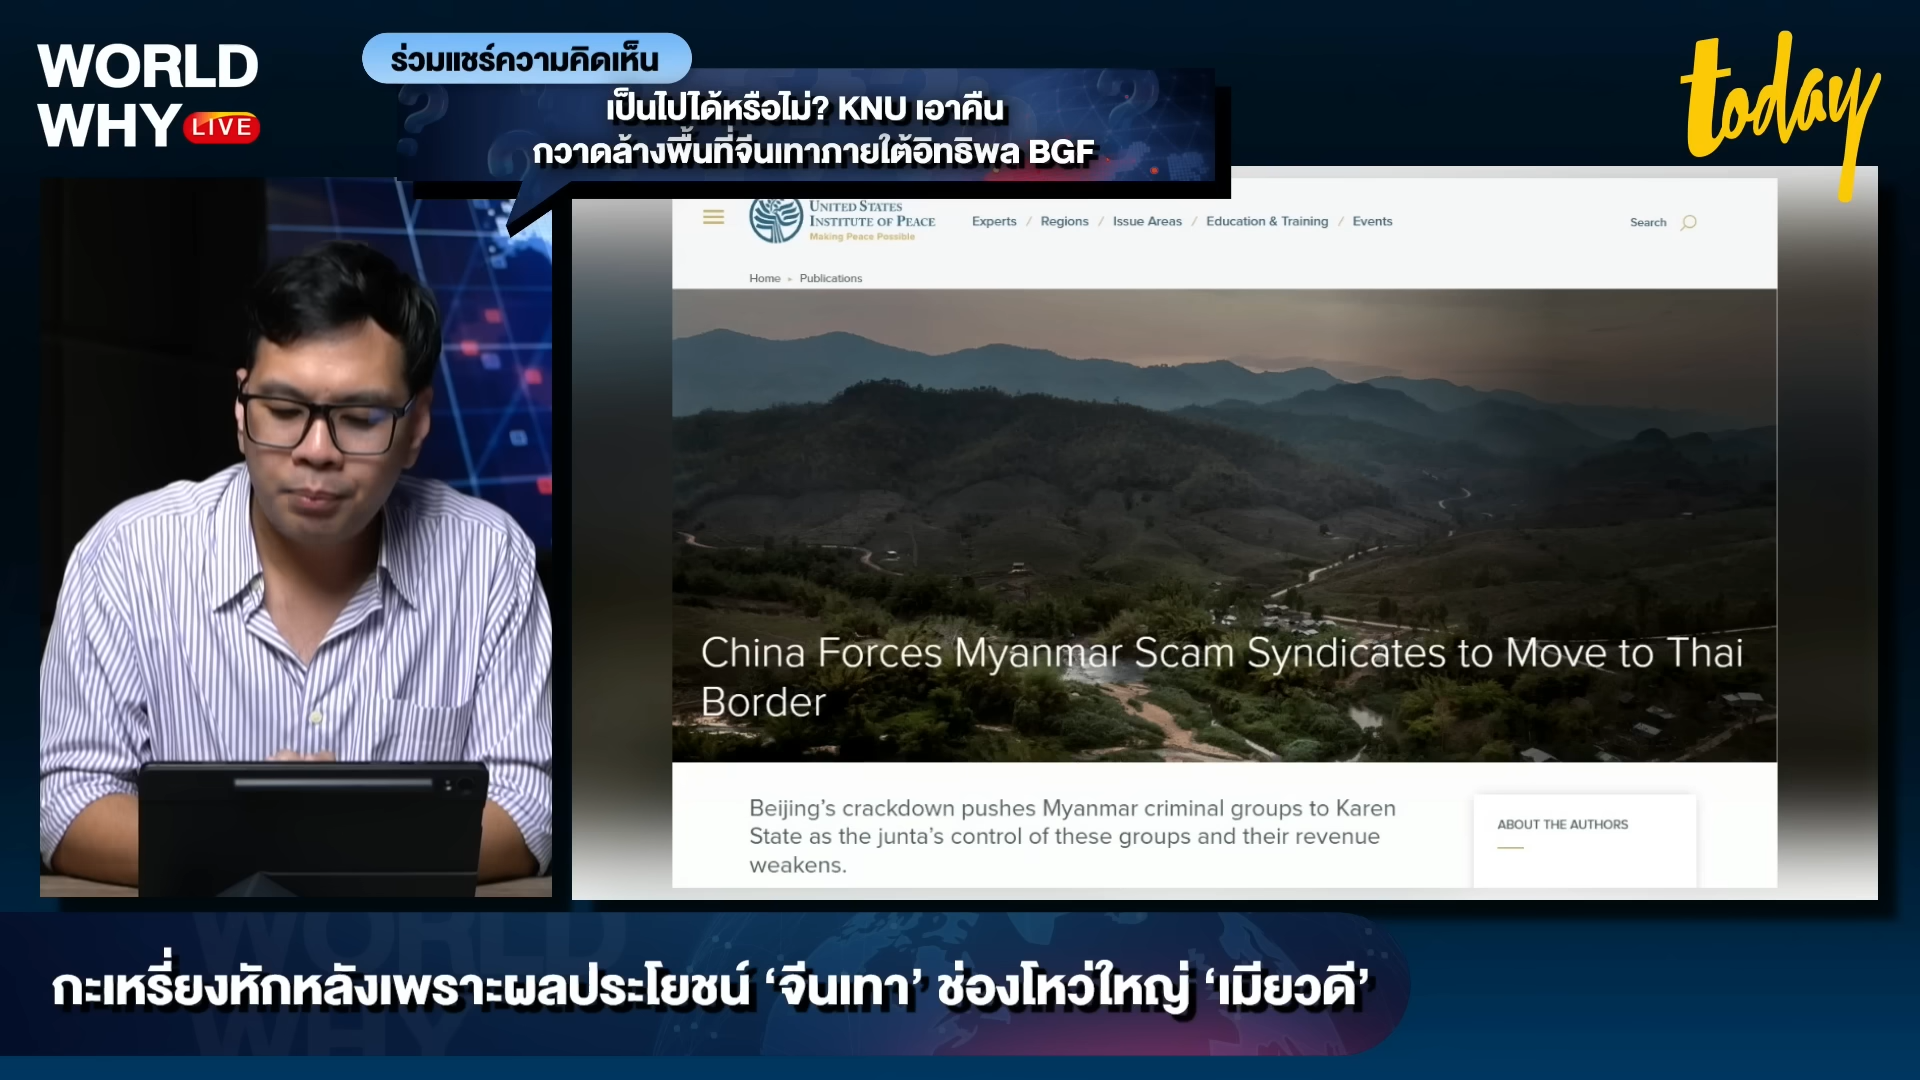 WORLD
WHY LIVE
ร่วมแชร์ความคิดเห็น
เป็นไปได้หรือไม่? KNU เอาคืน
กวาดล้างพื้นที่จีนเทาภายใต้อิทธิพล BGF
today
UNITED STATES
INSTITUTE OF PEACE
Making Peace Possible
Experts / Regions / Issue Areas / Education & Training / Events
Search
Home Publications
China Forces Myanmar Scam Syndicates to Move to Thai
Border
Beijing’s crackdown pushes Myanmar criminal groups to Karen
State as the junta’s control of these groups and their revenue
weakens.
ABOUT THE AUTHORS
WORLD
WHY
กะเหรี่ยงหักหลังเพราะผลประโยชน์ ‘จีนเทา’ ช่องโหว่ใหญ่ ‘เมียวดี’